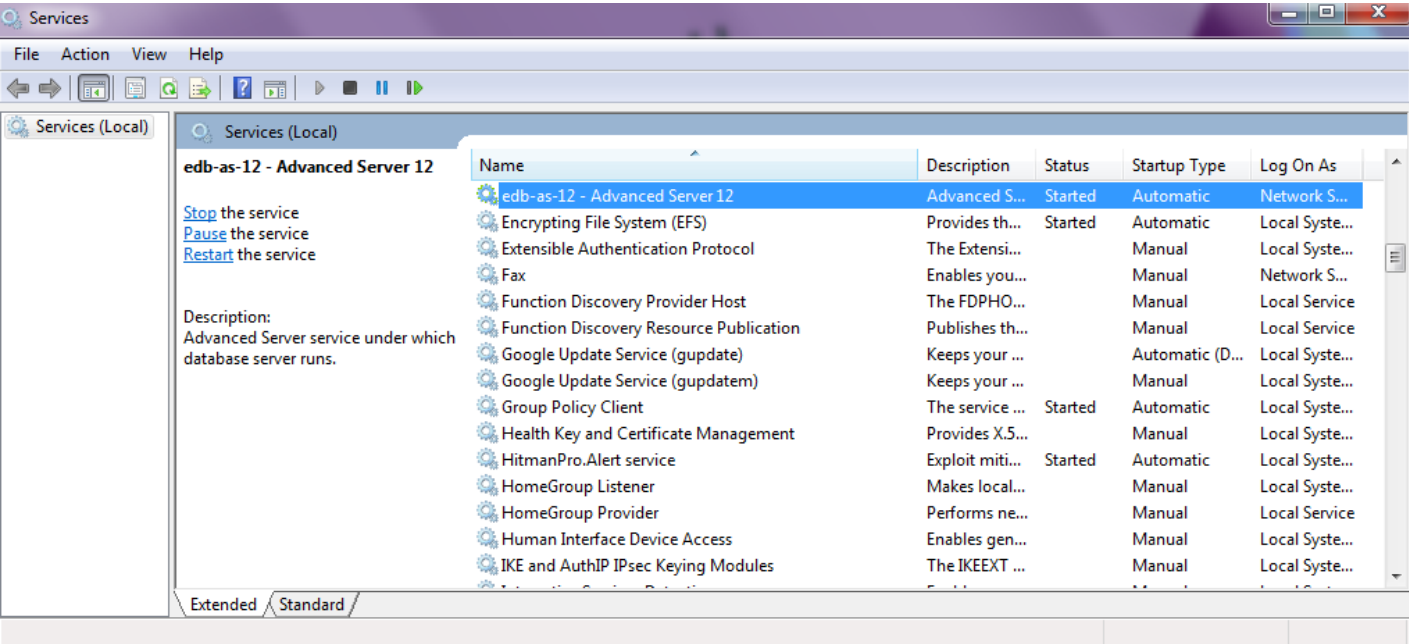 Services
File Action View Help
Services (Local)
Services (Local)
edb-as-12 - Advanced Server 12
Stop the service
Pause the service
Restart the service
Description:
Advanced Server service under which
database server runs.
Name Description Status Startup Type Log On As
edb-as-12 - Advanced Server 12 Advanced S... Started Automatic Network S...
Encrypting File System (EFS) Provides th... Started Automatic Local Syste...
Extensible Authentication Protocol The Extensi... Manual Local Syste...
Fax Enables you... Manual Network S...
Function Discovery Provider Host The FDPHO... Manual Local Service
Function Discovery Resource Publication Publishes th... Manual Local Service
Google Update Service (gupdate) Keeps your ... Automatic (D... Local Syste...
Google Update Service (gupdatem) Keeps your ... Manual Local Syste...
Group Policy Client The service ... Started Automatic Local Syste...
Health Key and Certificate Management Provides X.5... Manual Local Syste...
HitmanPro.Alert service Exploit miti... Started Automatic Local Syste...
HomeGroup Listener Makes local... Manual Local Syste...
HomeGroup Provider Performs ne... Manual Local Service
Human Interface Device Access Enables gen... Manual Local Syste...
IKE and AuthIP IPsec Keying Modules The IKEEXT ... Manual Local Syste...
Extended Standard